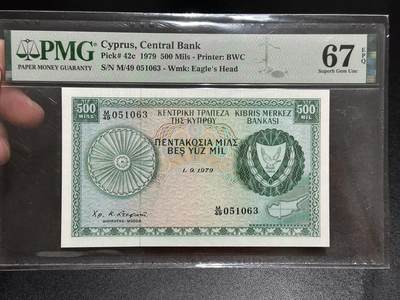 PMG
PAPER MONEY GUARANTY
Cyprus, Central Bank
Pick# 42c 1979 500 Mils - Printer: BWC
S/N M/49 051063 - Wmk: Eagle's Head
67 EPQ
Superb Gem Unc
500
MILS
M/49 051063
ΚΕΝΤΡΙΚΗ ΤΡΑΠΕΖΑ
ΤΗΣ ΚΥΠΡΟΥ
KIBRIS MERKEZ
BANKASI
500
MILS
ΠΕΝΤΑΚΟΣΙΑ ΜΙΛΣ
BEŞ YÜZ MİL
1.9.1979
M/49 051063